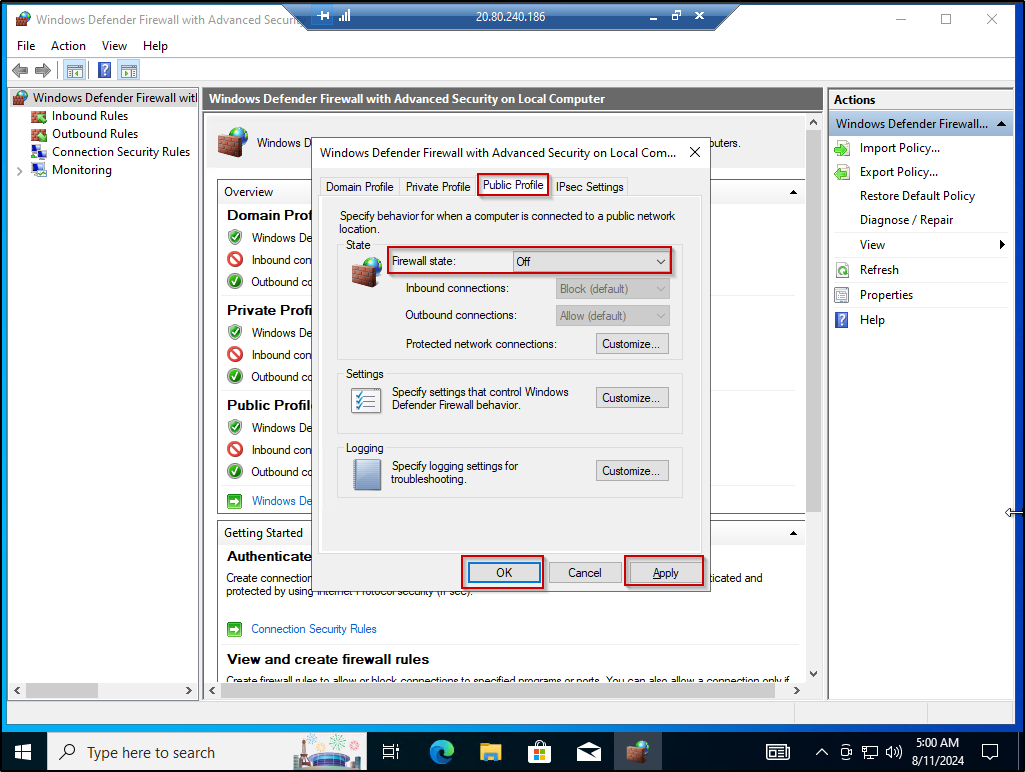 Windows Defender Firewall with Advanced Securi
20.80.240.186
File Action View Help
Windows Defender Firewall with
Inbound Rules
Outbound Rules
Connection Security Rules
Monitoring
Windows Defender Firewall with Advanced Security on Local Computer
Windows D
uters.
Overview
Domain Prof
Windows De
Inbound con
Outbound co
Private Profi
Windows De
Inbound con
Outbound co
Public Profile
Windows De
Inbound con
Outbound co
Windows De
Getting Started
Authenticate
Create connection
ticated and
protected by using Internet Protocol security (IPsec).
Connection Security Rules
View and create firewall rules
Create firewall rules to allow or block connections to specified programs or ports. You can also allow a connection only if
Windows Defender Firewall with Advanced Security on Local Com...
Domain Profile Private Profile Public Profile IPsec Settings
Specify behavior for when a computer is connected to a public network
location.
State
Firewall state: Off
Inbound connections: Block (default)
Outbound connections: Allow (default)
Protected network connections: Customize...
Settings
Specify settings that control Windows
Defender Firewall behavior.
Customize...
Logging
Specify logging settings for
troubleshooting.
Customize...
OK Cancel Apply
Actions
Windows Defender Firewall...
Import Policy...
Export Policy...
Restore Default Policy
Diagnose / Repair
View
Refresh
Properties
Help
Type here to search
5:00 AM
8/11/2024